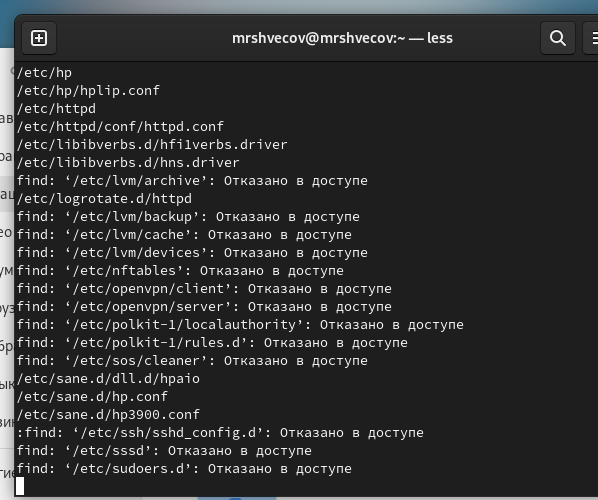 mrshvecov@mrshvecov:~ — less
/etc/hp
/etc/hp/hplip.conf
/etc/httpd
/etc/httpd/conf/httpd.conf
/etc/libibverbs.d/hfi1verbs.driver
/etc/libibverbs.d/hns.driver
find: ‘/etc/lvm/archive’: Отказано в доступе
/etc/logrotate.d/httpd
find: ‘/etc/lvm/backup’: Отказано в доступе
find: ‘/etc/lvm/cache’: Отказано в доступе
find: ‘/etc/lvm/devices’: Отказано в доступе
find: ‘/etc/nftables’: Отказано в доступе
find: ‘/etc/openvpn/client’: Отказано в доступе
find: ‘/etc/openvpn/server’: Отказано в доступе
find: ‘/etc/polkit-1/localauthority’: Отказано в доступе
find: ‘/etc/polkit-1/rules.d’: Отказано в доступе
find: ‘/etc/sos/cleaner’: Отказано в доступе
/etc/sane.d/dll.d/hpaio
/etc/sane.d/hp.conf
/etc/sane.d/hp3900.conf
:find: ‘/etc/ssh/sshd_config.d’: Отказано в доступе
find: ‘/etc/sssd’: Отказано в доступе
find: ‘/etc/sudoers.d’: Отказано в доступе